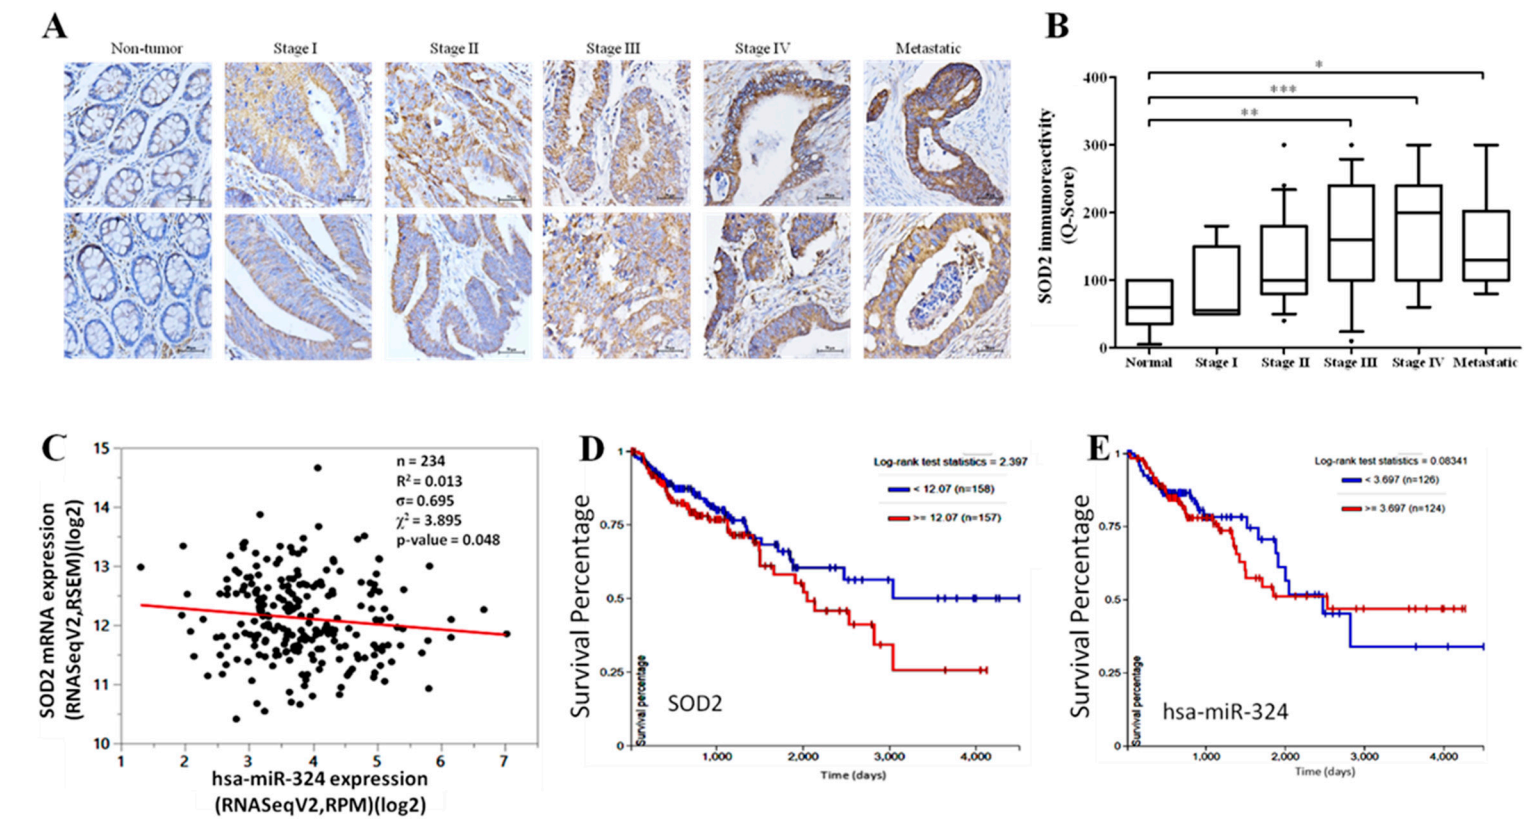 A
Non-tumor
Stage I
Stage II
Stage III
Stage IV
Metastatic
B
SOD2 immunoreactivity
(Q-Score)
400
300
200
100
0
*
***
**
Normal
Stage I
Stage II
Stage III
Stage IV
Metastatic
C
SOD2 mRNA expression
(RNASeqV2,RSEM)(log2)
15
14
13
12
11
10
n = 234
R² = 0.013
σ= 0.695
χ² = 3.895
p-value = 0.048
1
2
3
4
5
6
7
hsa-miR-324 expression
(RNASeqV2,RPM)(log2)
D
Survival Percentage
1
0.75
0.5
0.25
0
Log-rank test statistics = 2.397
< 12.07 (n=158)
>= 12.07 (n=157)
Survival percentage
SOD2
1,000
2,000
3,000
4,000
Time (days)
E
Survival Percentage
1
0.75
0.5
0.25
0
Log-rank test statistics = 0.08341
< 3.697 (n=126)
>= 3.697 (n=124)
Survival percentage
hsa-miR-324
1,000
2,000
3,000
4,000
Time (days)